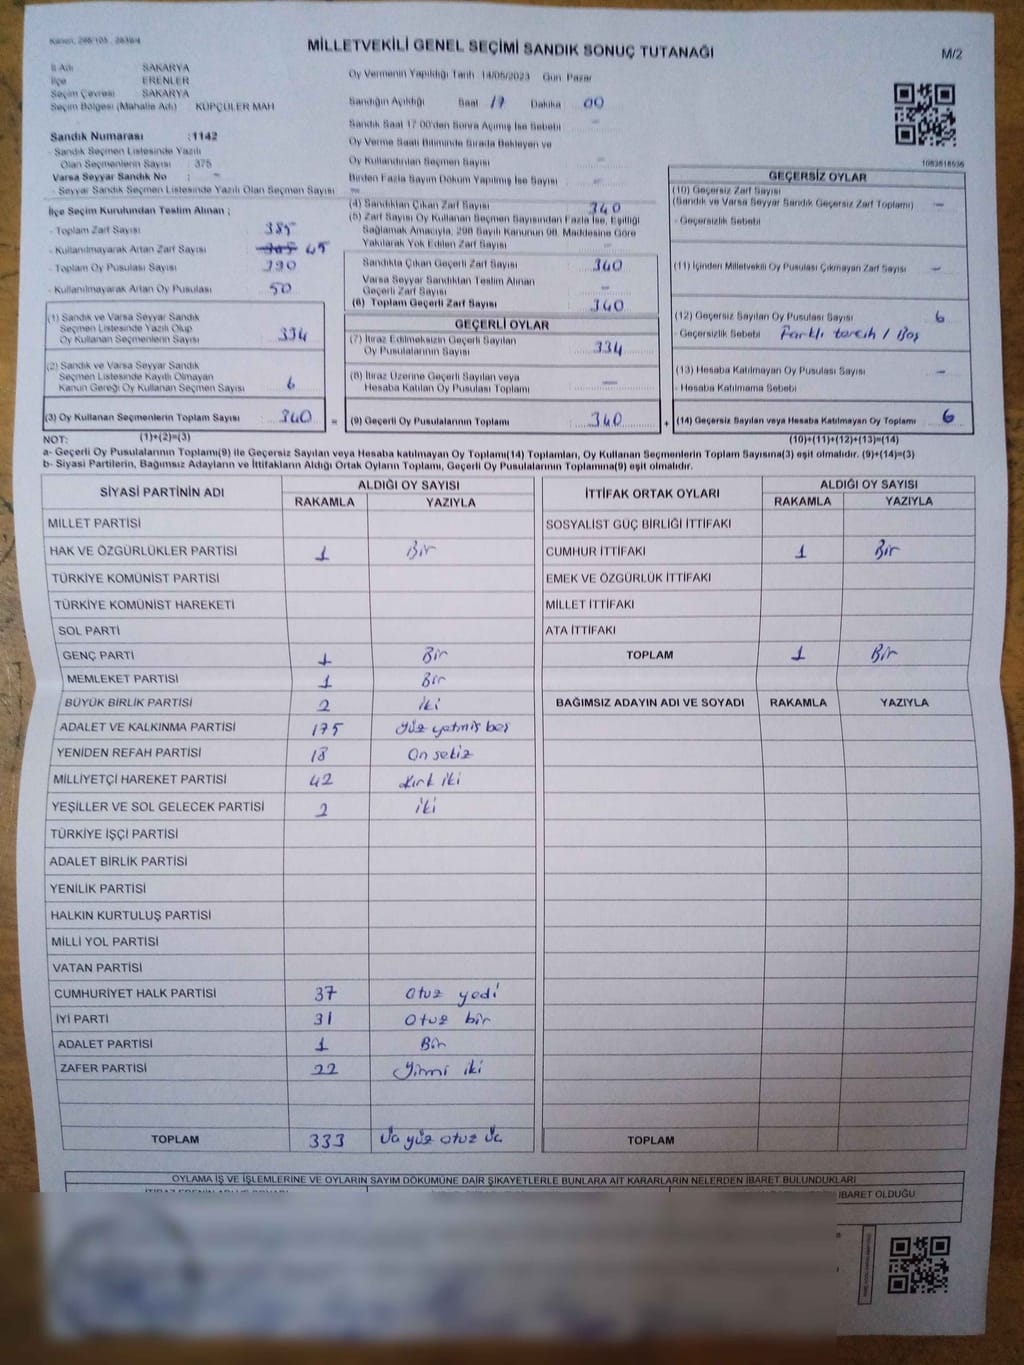 Kanun, 298/105 - 2839/4
MİLLETVEKİLİ GENEL SEÇİMİ SANDIK SONUÇ TUTANAĞI
M/2
İl Adı SAKARYA
İlçe ERENLER
Seçim Çevresi SAKARYA
Seçim Bölgesi (Mahalle Adı) KÜPÇÜLER MAH
Oy Vermenin Yapıldığı Tarih 14/05/2023 Gün Pazar
Sandığın Açıldığı Saat 17 Dakika 00
Sandık Saat 17:00'den Sonra Açılmış İse Sebebi –
Oy Verme Saati Bitiminde Sırada Bekleyen ve
Oy Kullandırılan Seçmen Sayısı –
Birden Fazla Sayım Döküm Yapılmış İse Sayısı –
Sandık Numarası : 1142
- Sandık Seçmen Listesinde Yazılı
Olan Seçmenlerin Sayısı : 375
Varsa Seyyar Sandık No : –
- Seyyar Sandık Seçmen Listesinde Yazılı Olan Seçmen Sayısı –
1083618636
İlçe Seçim Kurulundan Teslim Alınan ;
- Toplam Zarf Sayısı 385
- Kullanılmayarak Artan Zarf Sayısı 45
- Toplam Oy Pusulası Sayısı 390
- Kullanılmayarak Artan Oy Pusulası 50
(1) Sandık ve Varsa Seyyar Sandık
Seçmen Listesinde Yazılı Olup
Oy Kullanan Seçmenlerin Sayısı 334
(2) Sandık ve Varsa Seyyar Sandık
Seçmen Listesinde Kayıtlı Olmayan
Kanun Gereği Oy Kullanan Seçmen Sayısı 6
(3) Oy Kullanan Seçmenlerin Toplam Sayısı 340 =
(4) Sandıktan Çıkan Zarf Sayısı 340
(5) Zarf Sayısı Oy Kullanan Seçmen Sayısından Fazla İse, Eşitliği
Sağlamak Amacıyla, 298 Sayılı Kanunun 98. Maddesine Göre
Yakılarak Yok Edilen Zarf Sayısı –
Sandıkta Çıkan Geçerli Zarf Sayısı 340
Varsa Seyyar Sandıktan Teslim Alınan
Geçerli Zarf Sayısı –
(6) Toplam Geçerli Zarf Sayısı 340
GEÇERLİ OYLAR
(7) İtiraz Edilmeksizin Geçerli Sayılan
Oy Pusulalarının Sayısı 334
(8) İtiraz Üzerine Geçerli Sayılan veya
Hesaba Katılan Oy Pusulası Toplamı —
(9) Geçerli Oy Pusulalarının Toplamı 340 +
GEÇERSİZ OYLAR
(10) Geçersiz Zarf Sayısı
(Sandık ve Varsa Seyyar Sandık Geçersiz Zarf Toplamı) –
- Geçersizlik Sebebi
(11) İçinden Milletvekili Oy Pusulası Çıkmayan Zarf Sayısı –
(12) Geçersiz Sayılan Oy Pusulası Sayısı 6
Geçersizlik Sebebi Farklı tercih / Boş
(13) Hesaba Katılmayan Oy Pusulası Sayısı –
- Hesaba Katılmama Sebebi
(14) Geçersiz Sayılan veya Hesaba Katılmayan Oy Toplamı 6
NOT: (1)+(2)=(3) (10)+(11)+(12)+(13)=(14)
a- Geçerli Oy Pusulalarının Toplamı(9) ile Geçersiz Sayılan veya Hesaba katılmayan Oy Toplamı(14) Toplamları, Oy Kullanan Seçmenlerin Toplam Sayısına(3) eşit olmalıdır. (9)+(14)=(3)
b- Siyasi Partilerin, Bağımsız Adayların ve İttifakların Aldığı Ortak Oyların Toplamı, Geçerli Oy Pusulalarının Toplamına(9) eşit olmalıdır.
SİYASİ PARTİNİN ADI ALDIĞI OY SAYISI
RAKAMLA YAZIYLA
MİLLET PARTİSİ
HAK VE ÖZGÜRLÜKLER PARTİSİ 1 Bir
TÜRKİYE KOMÜNİST PARTİSİ
TÜRKİYE KOMÜNİST HAREKETİ
SOL PARTİ
GENÇ PARTİ 1 Bir
MEMLEKET PARTİSİ 1 Bir
BÜYÜK BİRLİK PARTİSİ 2 iki
ADALET VE KALKINMA PARTİSİ 175 yüz yetmiş beş
YENİDEN REFAH PARTİSİ 18 On sekiz
MİLLİYETÇİ HAREKET PARTİSİ 42 Kırk iki
YEŞİLLER VE SOL GELECEK PARTİSİ 2 iki
TÜRKİYE İŞÇİ PARTİSİ
ADALET BİRLİK PARTİSİ
YENİLİK PARTİSİ
HALKIN KURTULUŞ PARTİSİ
MİLLİ YOL PARTİSİ
VATAN PARTİSİ
CUMHURİYET HALK PARTİSİ 37 Otuz yedi
İYİ PARTİ 31 Otuz bir
ADALET PARTİSİ 1 Bir
ZAFER PARTİSİ 22 Yirmi iki
TOPLAM 333 Üç yüz otuz üç
İTTİFAK ORTAK OYLARI ALDIĞI OY SAYISI
RAKAMLA YAZIYLA
SOSYALİST GÜÇ BİRLİĞİ İTTİFAKI
CUMHUR İTTİFAKI 1 Bir
EMEK VE ÖZGÜRLÜK İTTİFAKI
MİLLET İTTİFAKI
ATA İTTİFAKI
TOPLAM 1 Bir
BAĞIMSIZ ADAYIN ADI VE SOYADI RAKAMLA YAZIYLA
TOPLAM
OYLAMA İŞ VE İŞLEMLERİNE VE OYLARIN SAYIM DÖKÜMÜNE DAİR ŞİKAYETLERLE BUNLARA AİT KARARLARIN NELERDEN İBARET BULUNDUKLARI
İBARET OLDUĞU